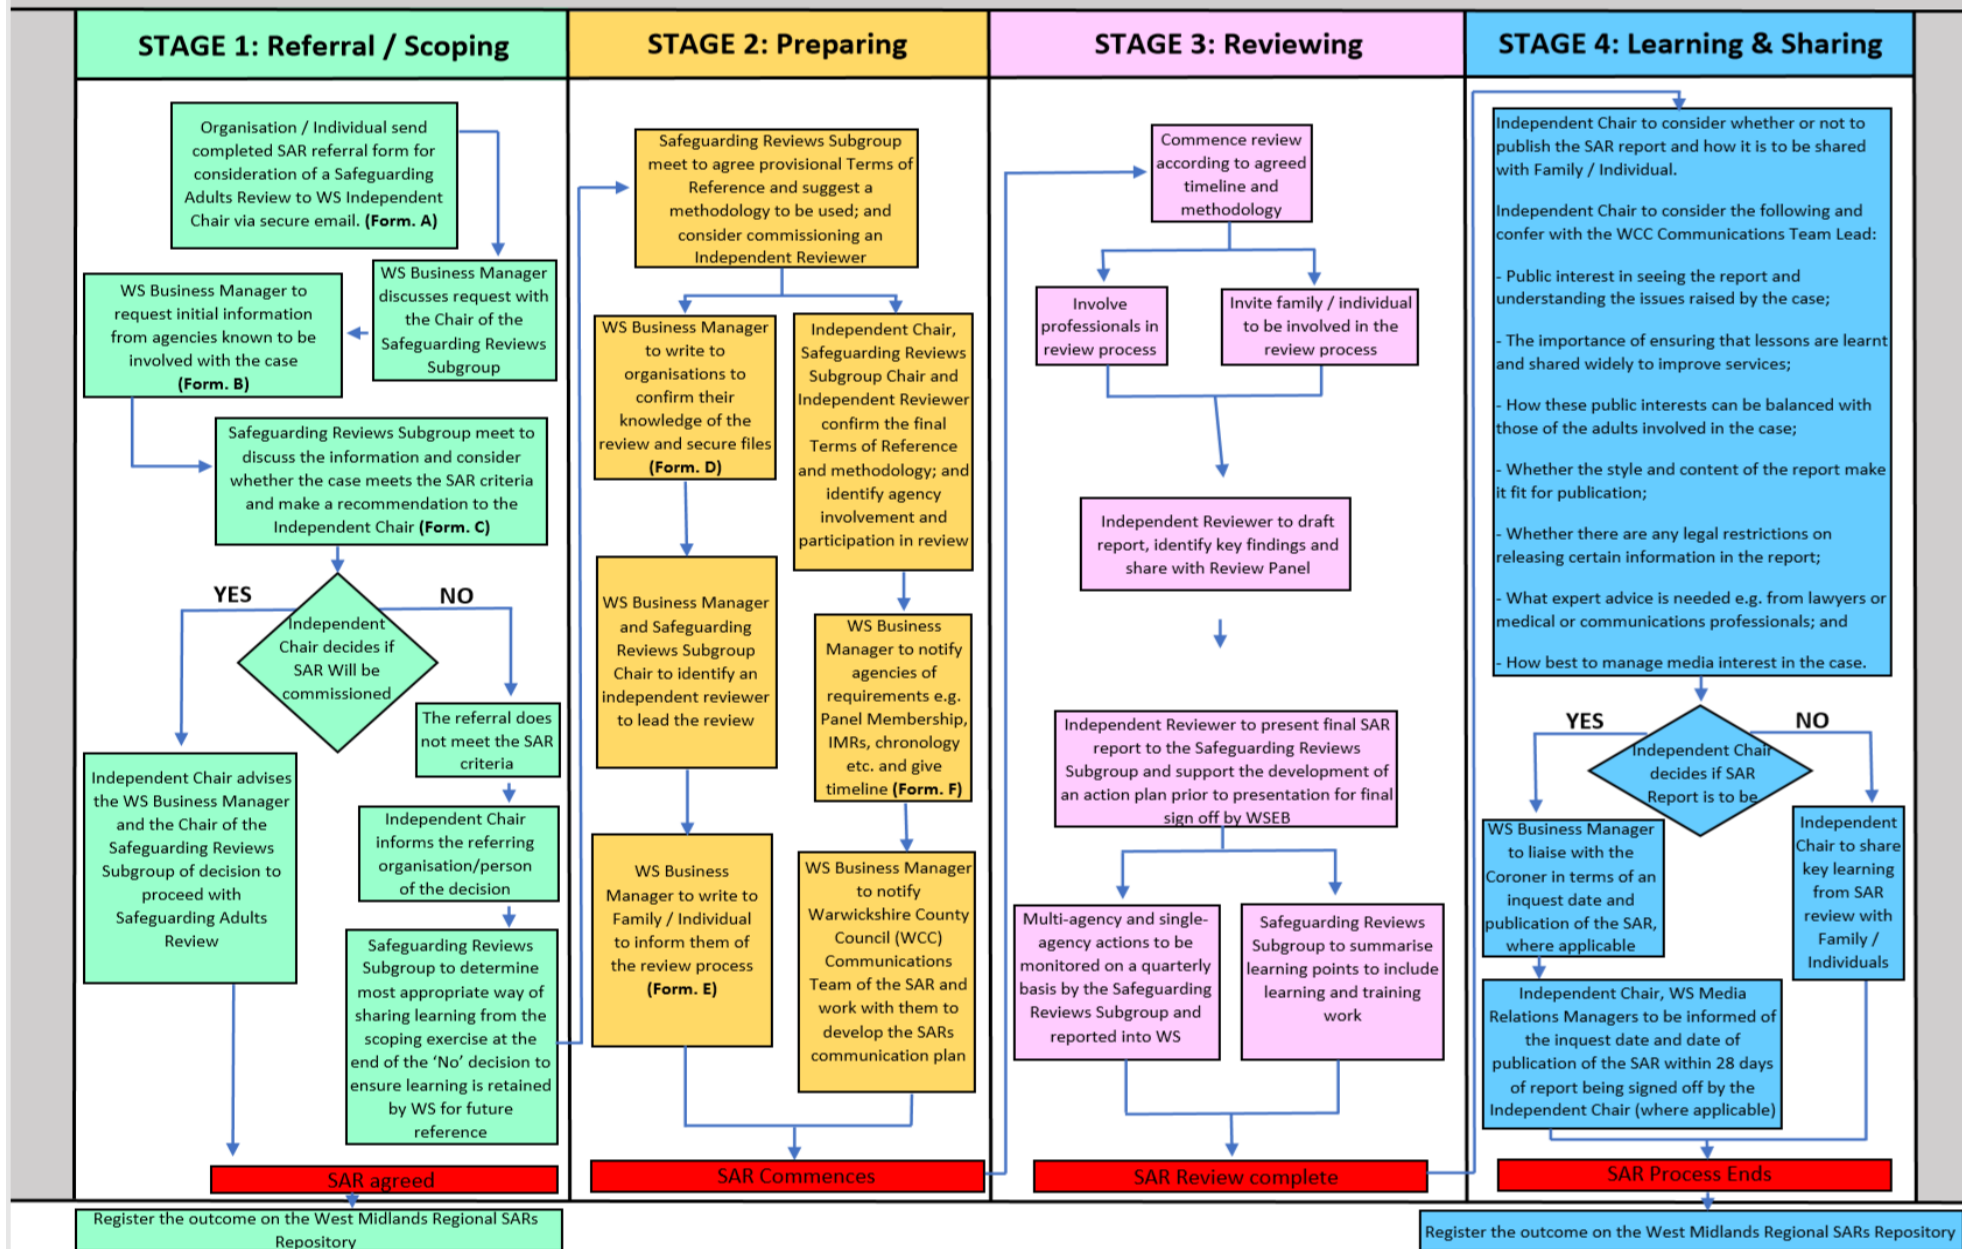 STAGE 1: Referral / Scoping
Organisation / Individual send
completed SAR referral form for
consideration of a Safeguarding
Adults Review to WS Independent
Chair via secure email. (Form. A)
WS Business Manager
discusses request with
the Chair of the
Safeguarding Reviews
Subgroup
WS Business Manager to
request initial information
from agencies known to be
involved with the case
(Form. B)
Safeguarding Reviews Subgroup meet to
discuss the information and consider
whether the case meets the SAR criteria
and make a recommendation to the
Independent Chair (Form. C)
YES
NO
Independent
Chair decides if
SAR Will be
commissioned
Independent Chair advises
the WS Business Manager
and the Chair of the
Safeguarding Reviews
Subgroup of decision to
proceed with
Safeguarding Adults
Review
The referral does
not meet the SAR
criteria
Independent Chair
informs the referring
organisation/person
of the decision
Safeguarding Reviews
Subgroup to determine
most appropriate way of
sharing learning from the
scoping exercise at the
end of the ‘No’ decision to
ensure learning is retained
by WS for future
reference
SAR agreed
Register the outcome on the West Midlands Regional SARs
Repository
STAGE 2: Preparing
Safeguarding Reviews Subgroup
meet to agree provisional Terms of
Reference and suggest a
methodology to be used; and
consider commissioning an
Independent Reviewer
WS Business Manager
to write to
organisations to
confirm their
knowledge of the
review and secure files
(Form. D)
WS Business Manager
and Safeguarding
Reviews Subgroup
Chair to identify an
independent reviewer
to lead the review
WS Business
Manager to write to
Family / Individual
to inform them of
the review process
(Form. E)
Independent Chair,
Safeguarding Reviews
Subgroup Chair and
Independent Reviewer
confirm the final
Terms of Reference
and methodology; and
identify agency
involvement and
participation in review
WS Business
Manager to notify
agencies of
requirements e.g.
Panel Membership,
IMRs, chronology
etc. and give
timeline (Form. F)
WS Business Manager
to notify
Warwickshire County
Council (WCC)
Communications
Team of the SAR and
work with them to
develop the SARs
communication plan
SAR Commences
STAGE 3: Reviewing
Commence review
according to agreed
timeline and
methodology
Involve
professionals in
review process
Invite family / individual
to be involved in the
review process
Independent Reviewer to draft
report, identify key findings and
share with Review Panel
Independent Reviewer to present final SAR
report to the Safeguarding Reviews
Subgroup and support the development of
an action plan prior to presentation for final
sign off by WSEB
Multi-agency and single-
agency actions to be
monitored on a quarterly
basis by the Safeguarding
Reviews Subgroup and
reported into WS
Safeguarding Reviews
Subgroup to summarise
learning points to include
learning and training
work
SAR Review complete
STAGE 4: Learning & Sharing
Independent Chair to consider whether or not to
publish the SAR report and how it is to be shared
with Family / Individual.
Independent Chair to consider the following and
confer with the WCC Communications Team Lead:
- Public interest in seeing the report and
understanding the issues raised by the case;
- The importance of ensuring that lessons are learnt
and shared widely to improve services;
- How these public interests can be balanced with
those of the adults involved in the case;
- Whether the style and content of the report make
it fit for publication;
- Whether there are any legal restrictions on
releasing certain information in the report;
- What expert advice is needed e.g. from lawyers or
medical or communications professionals; and
- How best to manage media interest in the case.
YES
NO
Independent Chair
decides if SAR
Report is to be
WS Business Manager
to liaise with the
Coroner in terms of an
inquest date and
publication of the SAR,
where applicable
Independent
Chair to share
key learning
from SAR
review with
Family /
Individuals
Independent Chair, WS Media
Relations Managers to be informed of
the inquest date and date of
publication of the SAR within 28 days
of report being signed off by the
Independent Chair (where applicable)
SAR Process Ends
Register the outcome on the West Midlands Regional SARs Repository